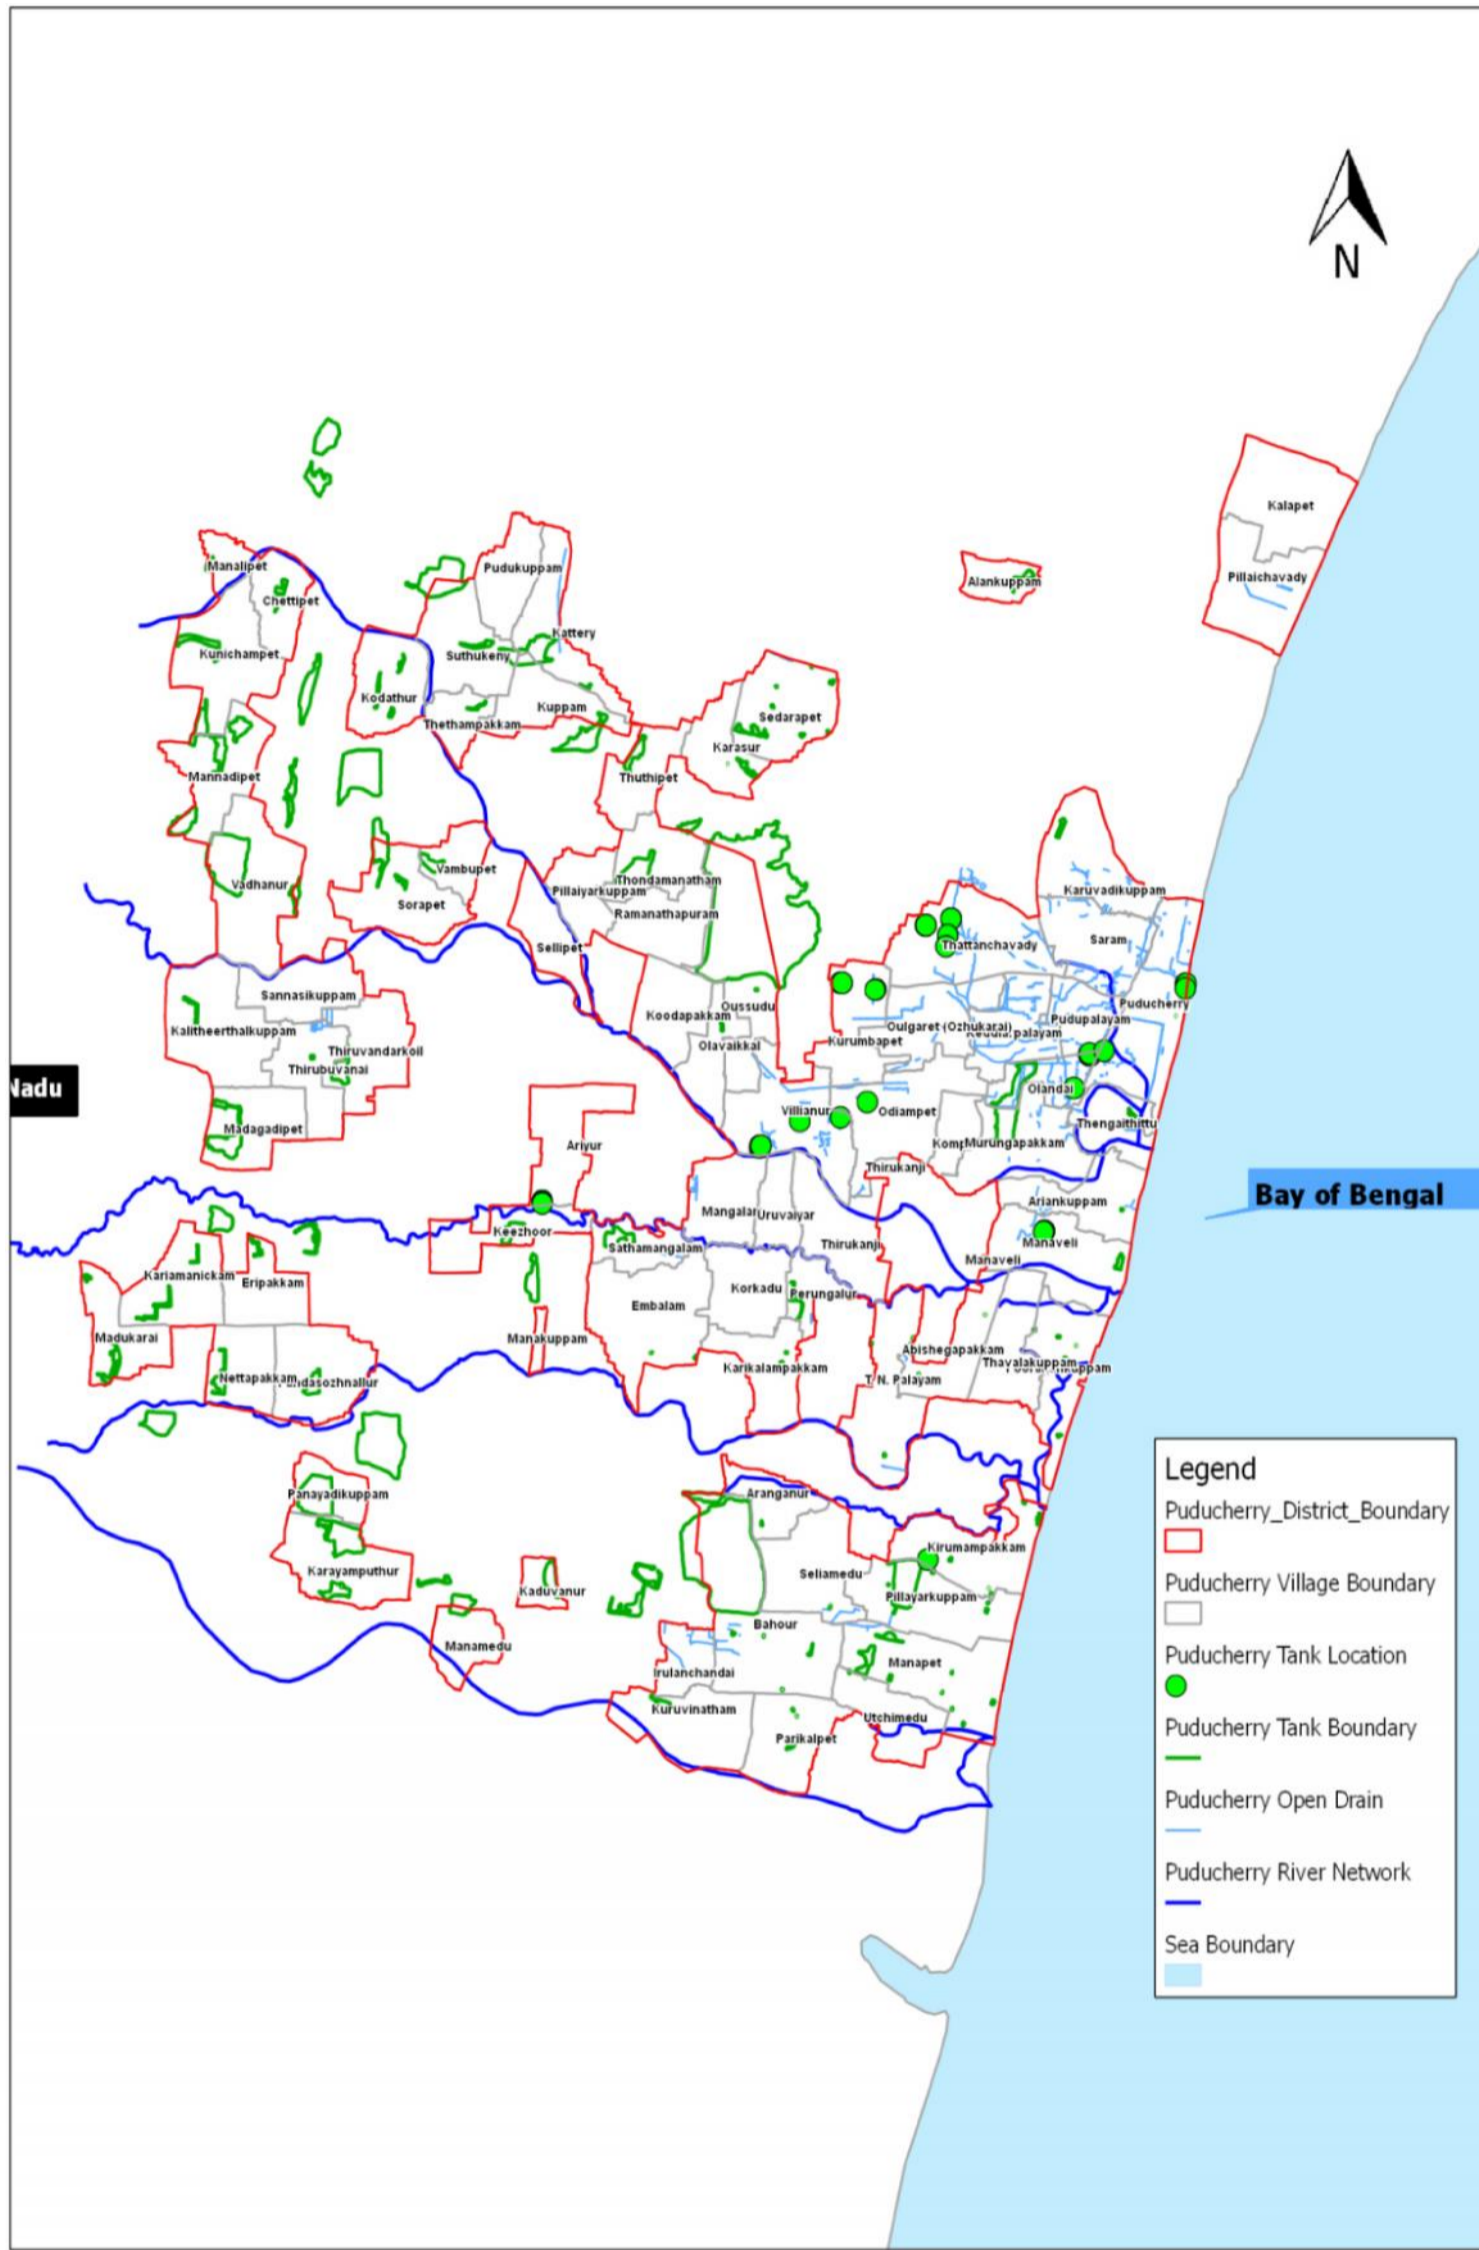 N
Kalapet
Pillaichavady
Alankuppam
Manalipet
Chettipet
Pudukuppam
Kunichampet
Kattery
Suthukeny
Kodathur
Kuppam
Thethampakkam
Sedarapet
Karasur
Mannadipet
Thuthipet
Vadhanur
Vambupet
Sorapet
Thondamanatham
Pillaiyarkuppam
Ramanathapuram
Sellipet
Karuvadikuppam
Saram
Thattanchavady
Sannasikuppam
Kalitheerthalkuppam
Thiruvandarkoil
Thirubuvanai
Madagadipet
Oussudu
Koodapakkam
Olavaikkal
Puducherry
Pudupalayam
Oulgaret (Ozhukarai)
Kurumbapet
Olandai
Villianur
Odiampet
Thengaithittu
Murungapakkam
Nadu
Ariyur
Thirukanji
Ariankuppam
Bay of Bengal
Uruvaiyar
Keezhoor
Sathamangalam
Thirukanji
Manaveli
Manaveli
Kariamanickam
Eripakkam
Korkadu
Perungalur
Embalam
Madukarai
Manakuppam
Abishegapakkam
Karikalampakkam
Thavalakuppam
T. N. Palayam
Nettapakkam
Panayadikuppam
Aranganur
Kirumampakkam
Karayamputhur
Kaduvanur
Seliamedu
Pillayarkuppam
Bahour
Manamedu
Manapet
Irulanchandai
Kuruvinatham
Utchimedu
Parikalpet
Legend
Puducherry_District_Boundary
Puducherry Village Boundary
Puducherry Tank Location
Puducherry Tank Boundary
Puducherry Open Drain
Puducherry River Network
Sea Boundary